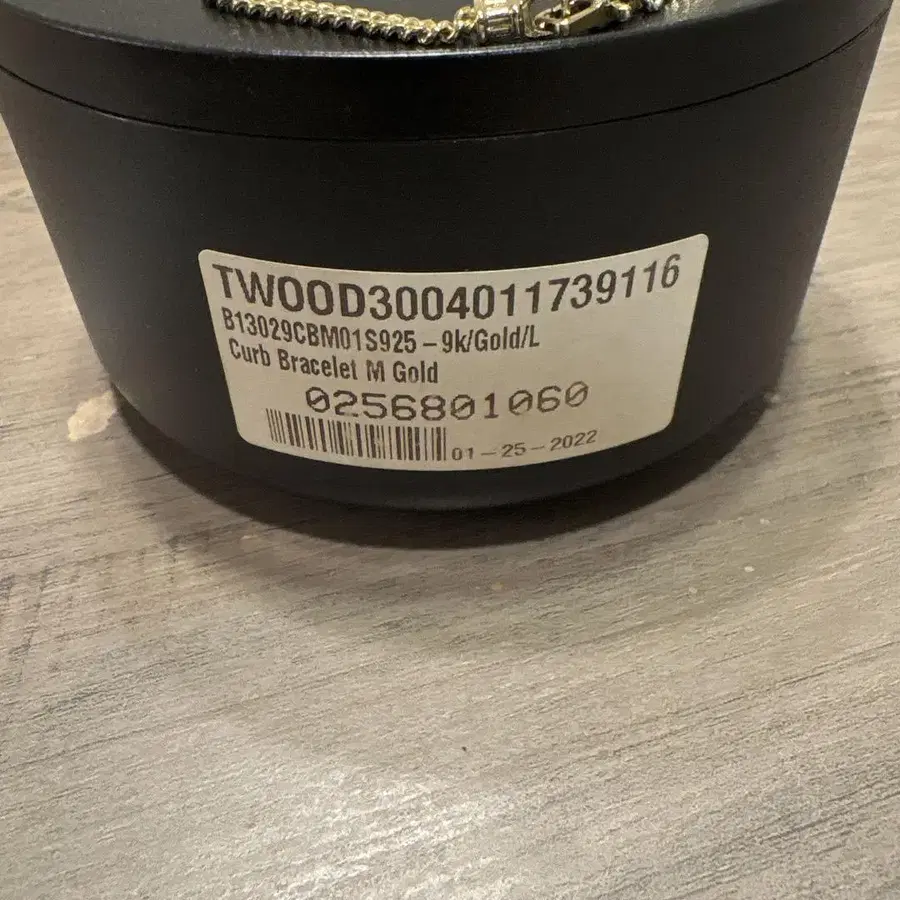 TWOOD3004011739116
B13029CBM01S925 – 9k/Gold/L
Curb Bracelet M Gold
0256801060
01 – 25 – 2022